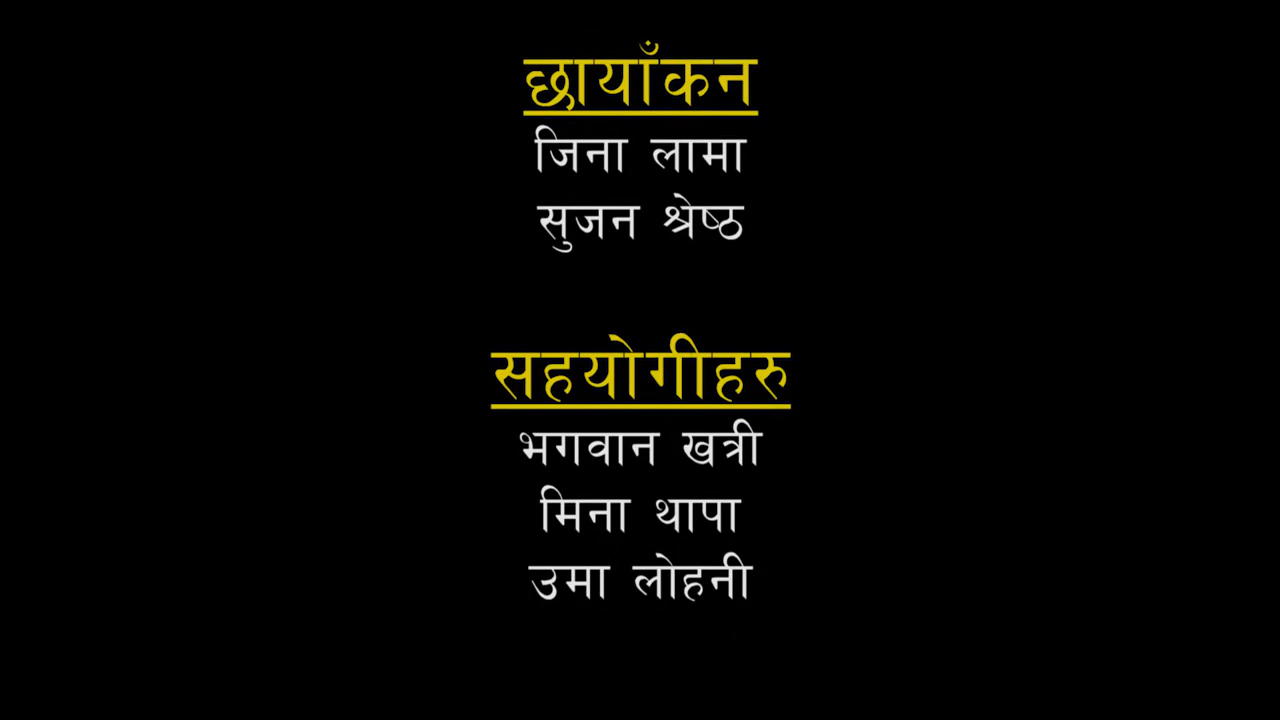 छायाँकन
जिना लामा
सुजन श्रेष्ठ
सहयोगीहरु
भगवान खत्री
मिना थापा
उमा लोहनी